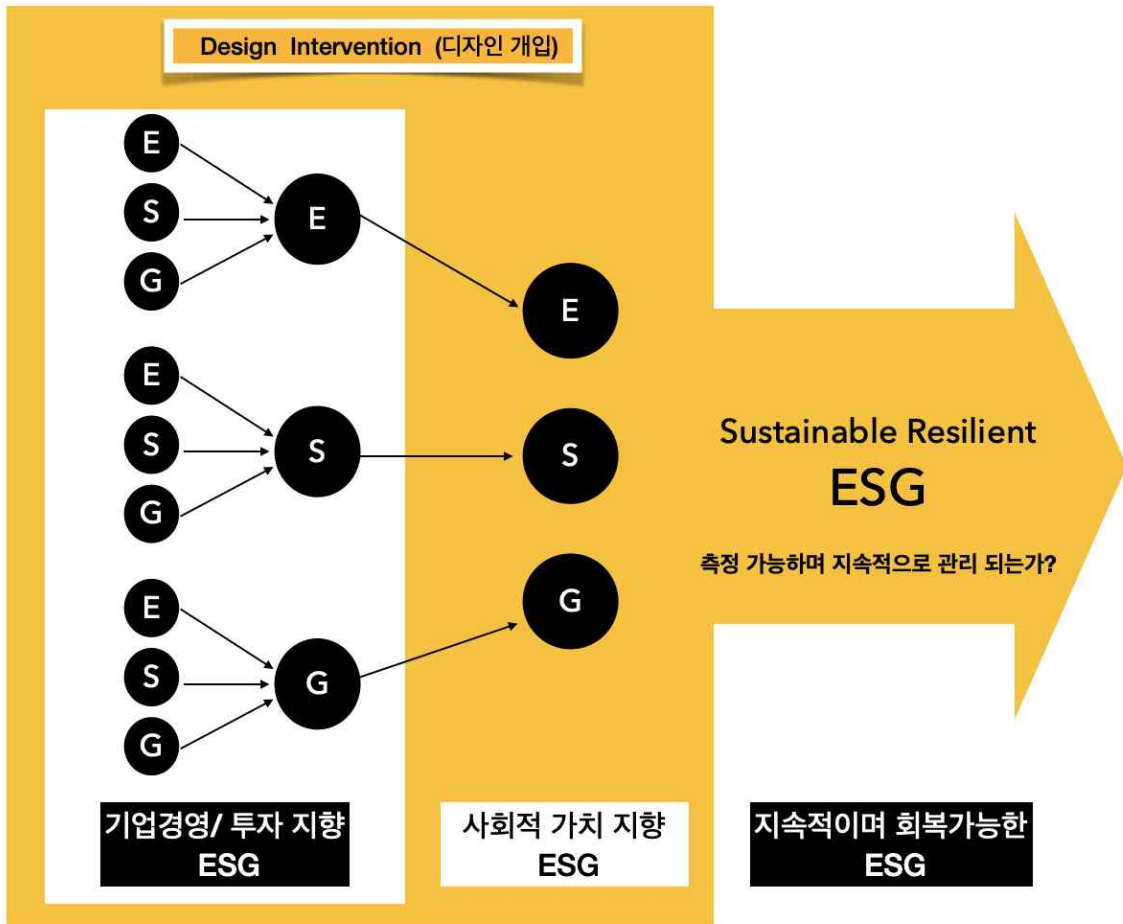 Design Intervention (디자인 개입)
E
S
G
E
E
S
G
S
E
S
G
G
E
S
G
Sustainable Resilient
ESG
측정 가능하며 지속적으로 관리 되는가?
기업경영/ 투자 지향
ESG
사회적 가치 지향
ESG
지속적이며 회복가능한
ESG